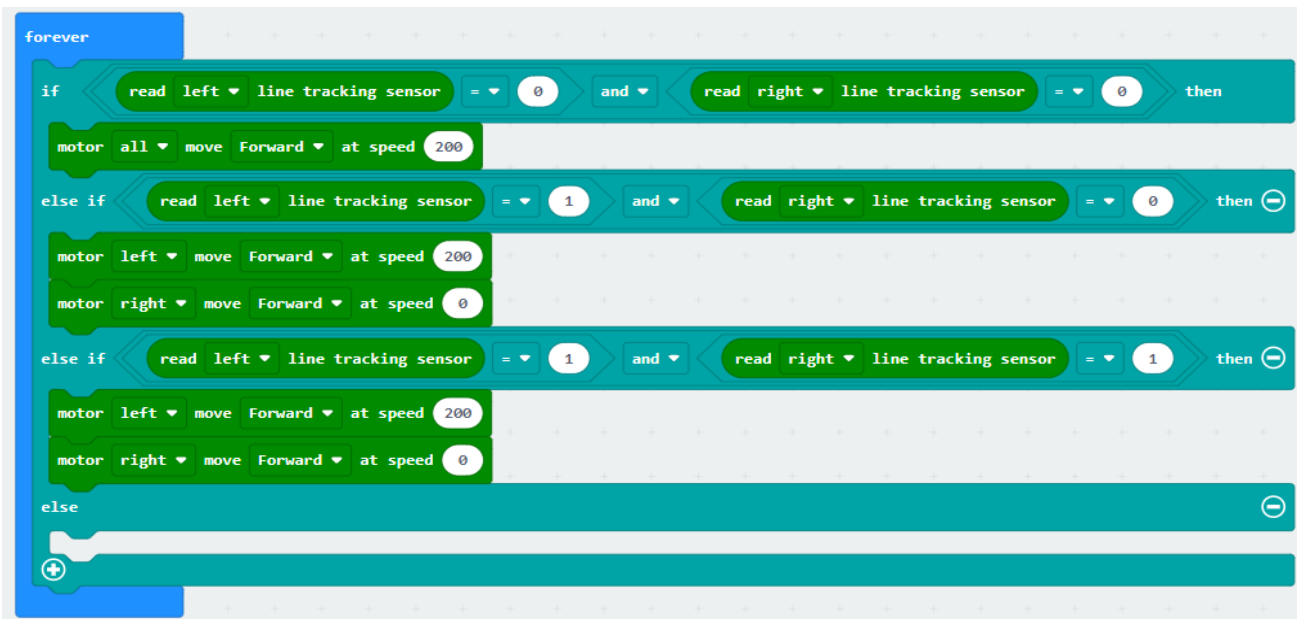 forever
if read left line tracking sensor = 0 and read right line tracking sensor = 0 then
motor all move Forward at speed 200
else if read left line tracking sensor = 1 and read right line tracking sensor = 0 then
motor left move Forward at speed 200
motor right move Forward at speed 0
else if read left line tracking sensor = 1 and read right line tracking sensor = 1 then
motor left move Forward at speed 200
motor right move Forward at speed 0
else